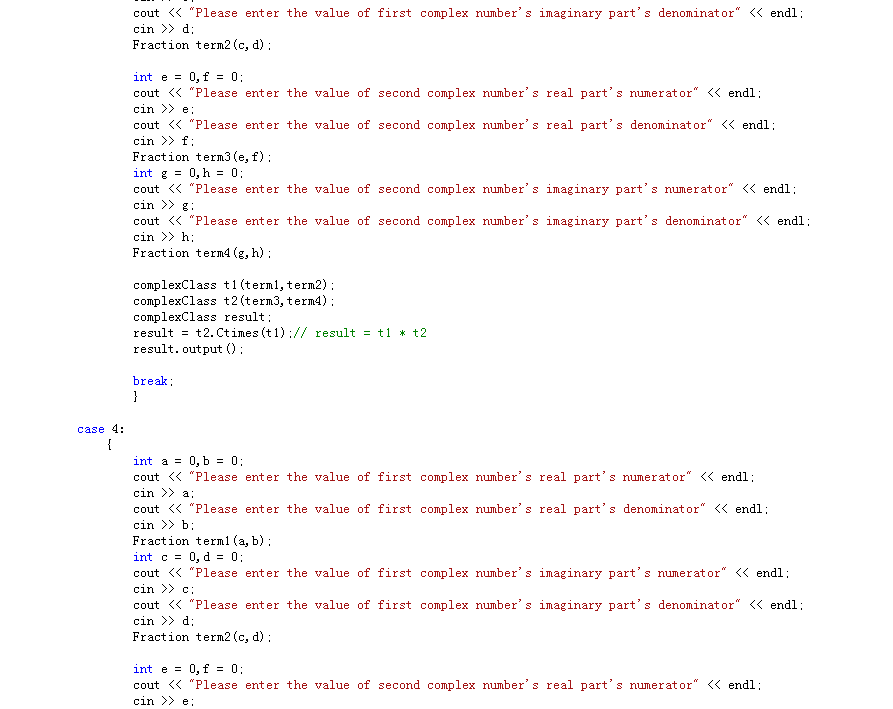 cout << "Please enter the value of first complex number's imaginary part's denominator" << endl;
cin >> d;
Fraction term2(c,d);
int e = 0,f = 0;
cout << "Please enter the value of second complex number's real part's numerator" << endl;
cin >> e;
cout << "Please enter the value of second complex number's real part's denominator" << endl;
cin >> f;
Fraction term3(e,f);
int g = 0,h = 0;
cout << "Please enter the value of second complex number's imaginary part's numerator" << endl;
cin >> g;
cout << "Please enter the value of second complex number's imaginary part's denominator" << endl;
cin >> h;
Fraction term4(g,h);
complexClass t1(term1,term2);
complexClass t2(term3,term4);
complexClass result;
result = t2.Ctimes(t1);// result = t1 * t2
result.output();
break;
}
case 4:
{
int a = 0,b = 0;
cout << "Please enter the value of first complex number's real part's numerator" << endl;
cin >> a;
cout << "Please enter the value of first complex number's real part's denominator" << endl;
cin >> b;
Fraction term1(a,b);
int c = 0,d = 0;
cout << "Please enter the value of first complex number's imaginary part's numerator" << endl;
cin >> c;
cout << "Please enter the value of first complex number's imaginary part's denominator" << endl;
cin >> d;
Fraction term2(c,d);
int e = 0,f = 0;
cout << "Please enter the value of second complex number's real part's numerator" << endl;
cin >> e;